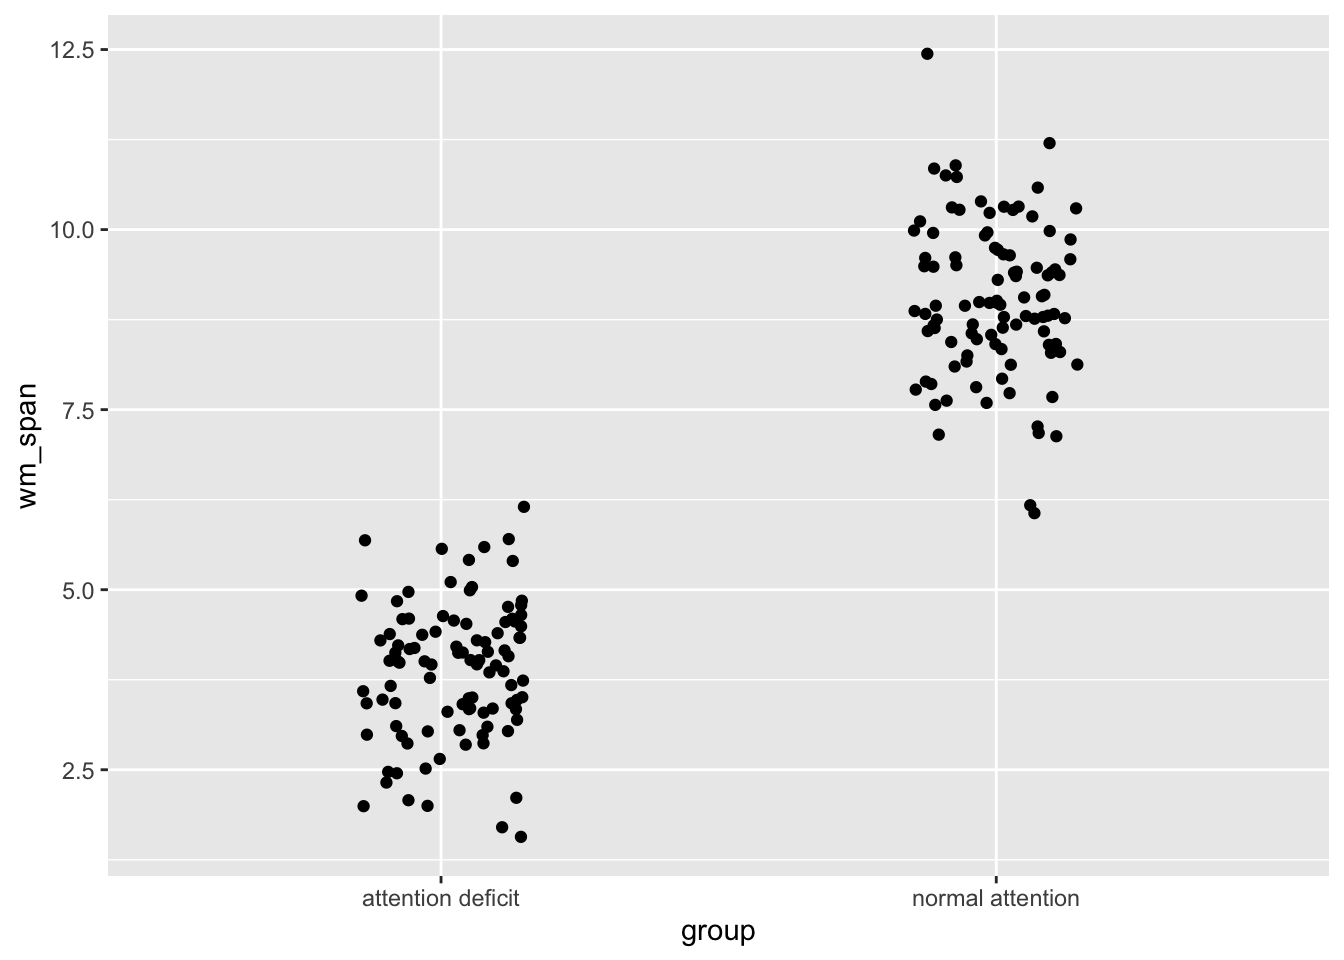 12.5
10.0
7.5
5.0
2.5
wm_span
attention deficit
normal attention
group